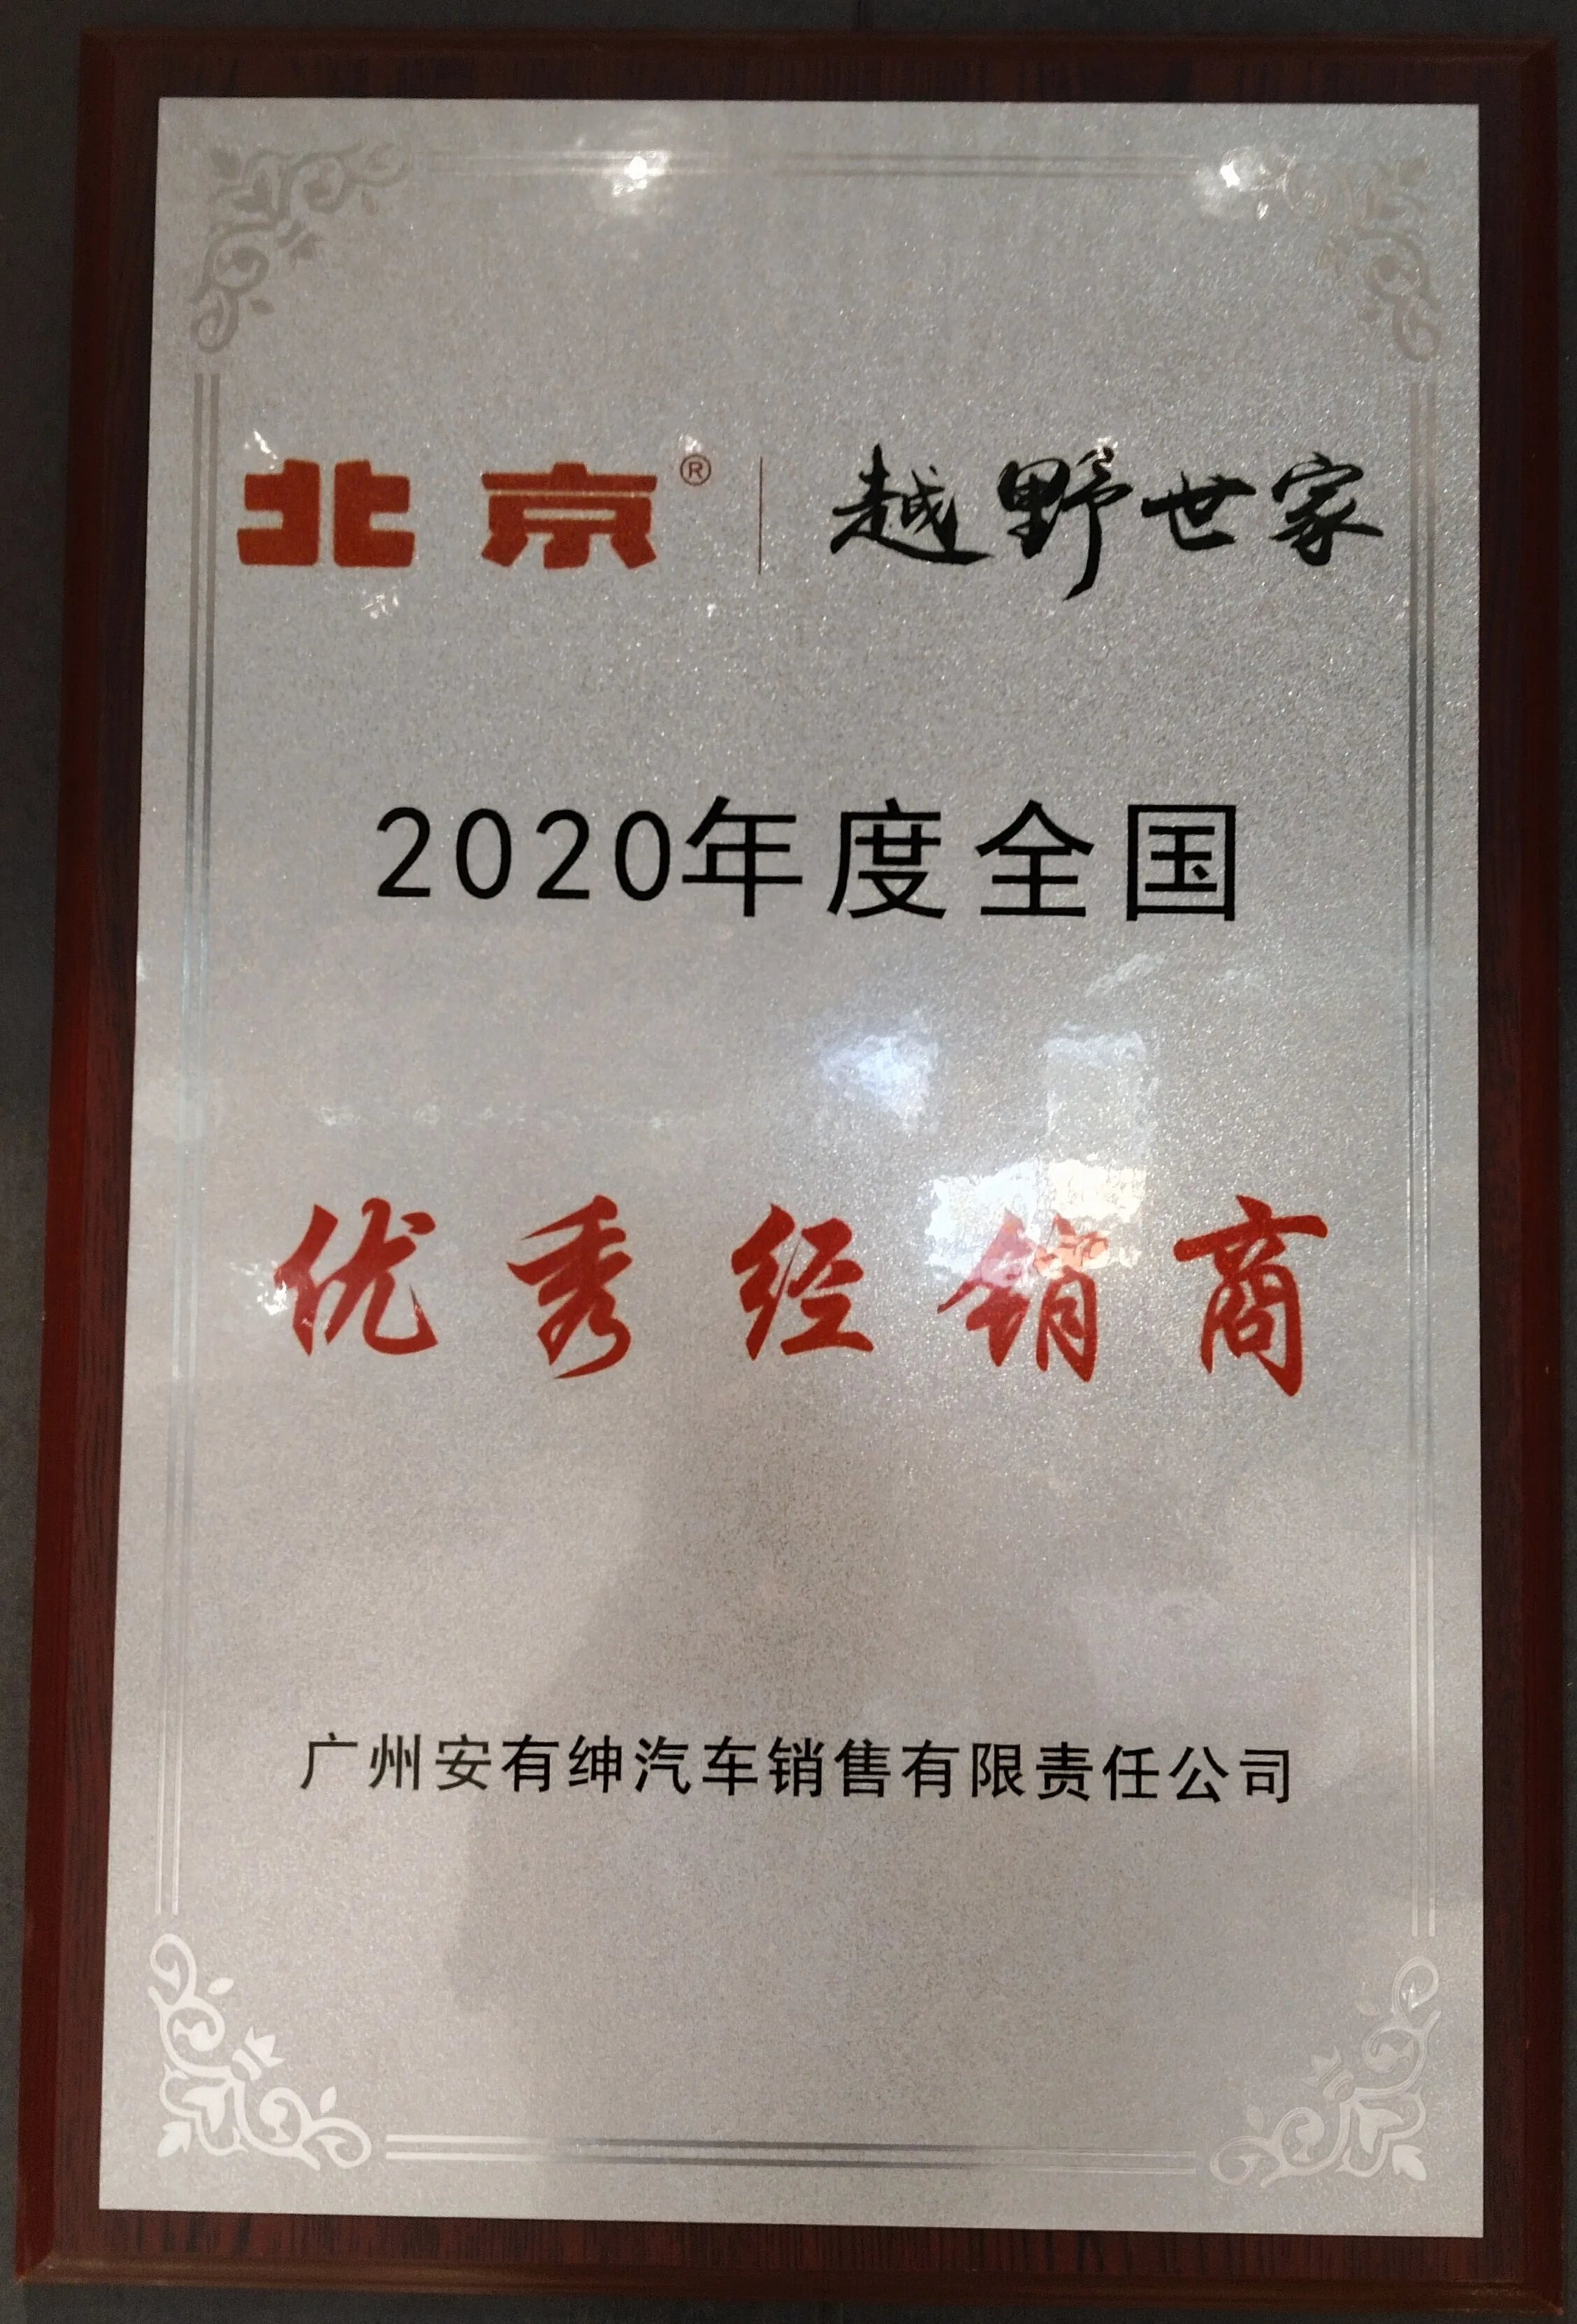 北京® | 越野世家
2020年度全国
优秀经销商
广州安有绅汽车销售有限责任公司